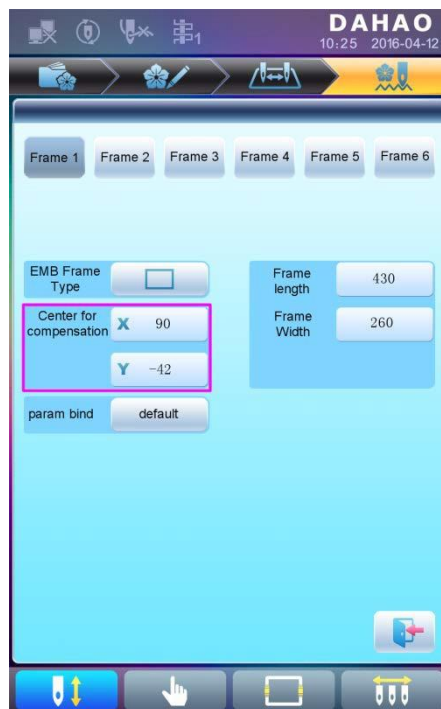 DAHAO
1
10:25 2016-04-12
Frame 1 Frame 2 Frame 3 Frame 4 Frame 5 Frame 6
EMB Frame
Type
Frame
length
430
Center for
compensation
X 90
Frame
Width
260
Y -42
param bind
default